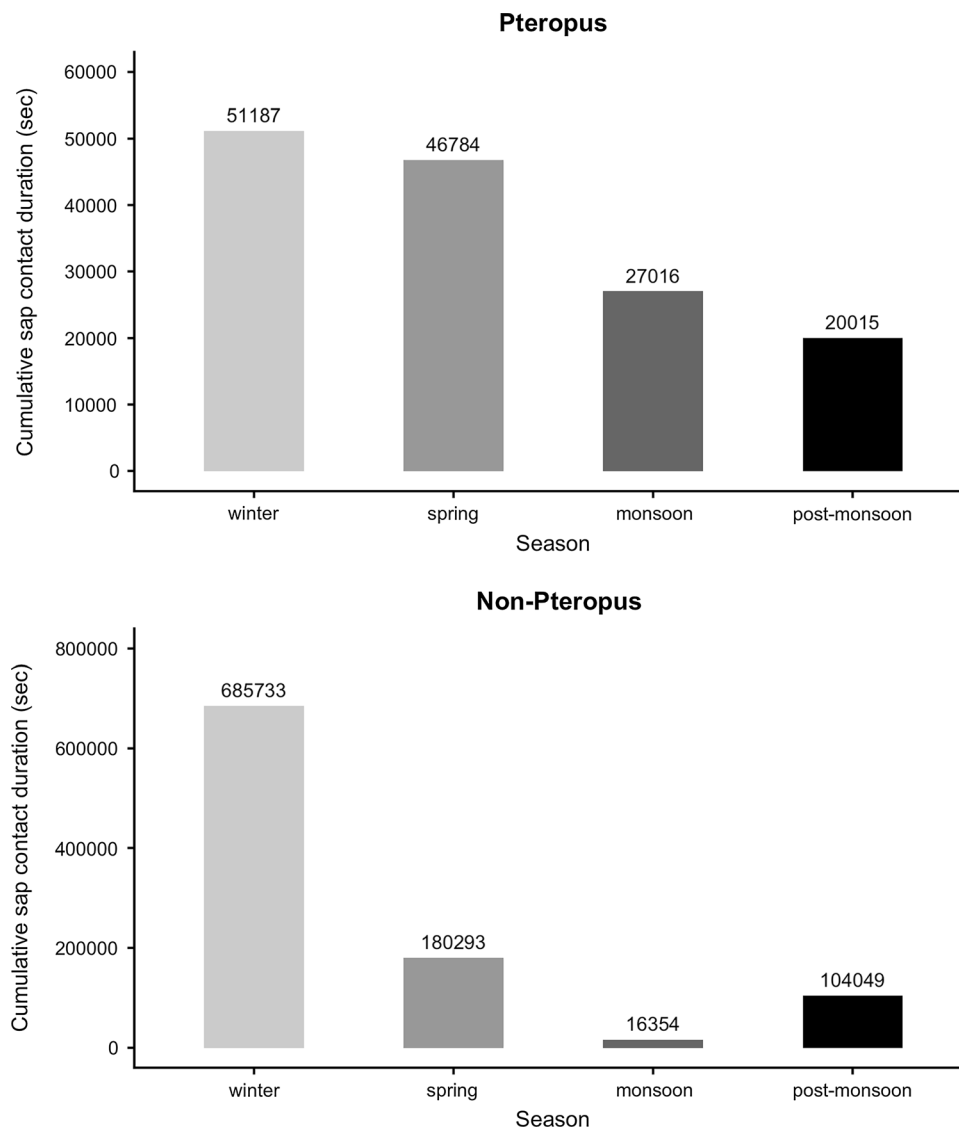 Pteropus
Cumulative sap contact duration (sec)
60000
50000
40000
30000
20000
10000
0
51187
46784
27016
20015
winter spring monsoon post-monsoon
Season
Non-Pteropus
Cumulative sap contact duration (sec)
800000
600000
400000
200000
0
685733
180293
16354
104049
winter spring monsoon post-monsoon
Season